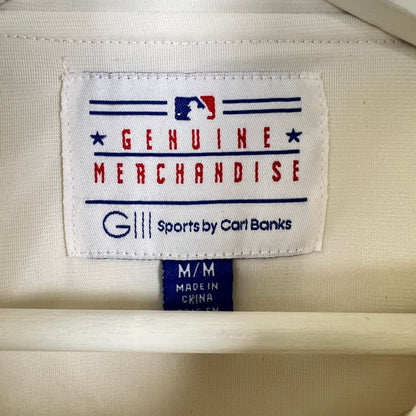 GENUINE
MERCHANDISE
GIII Sports by Carl Banks
M/M
MADE IN
CHINA